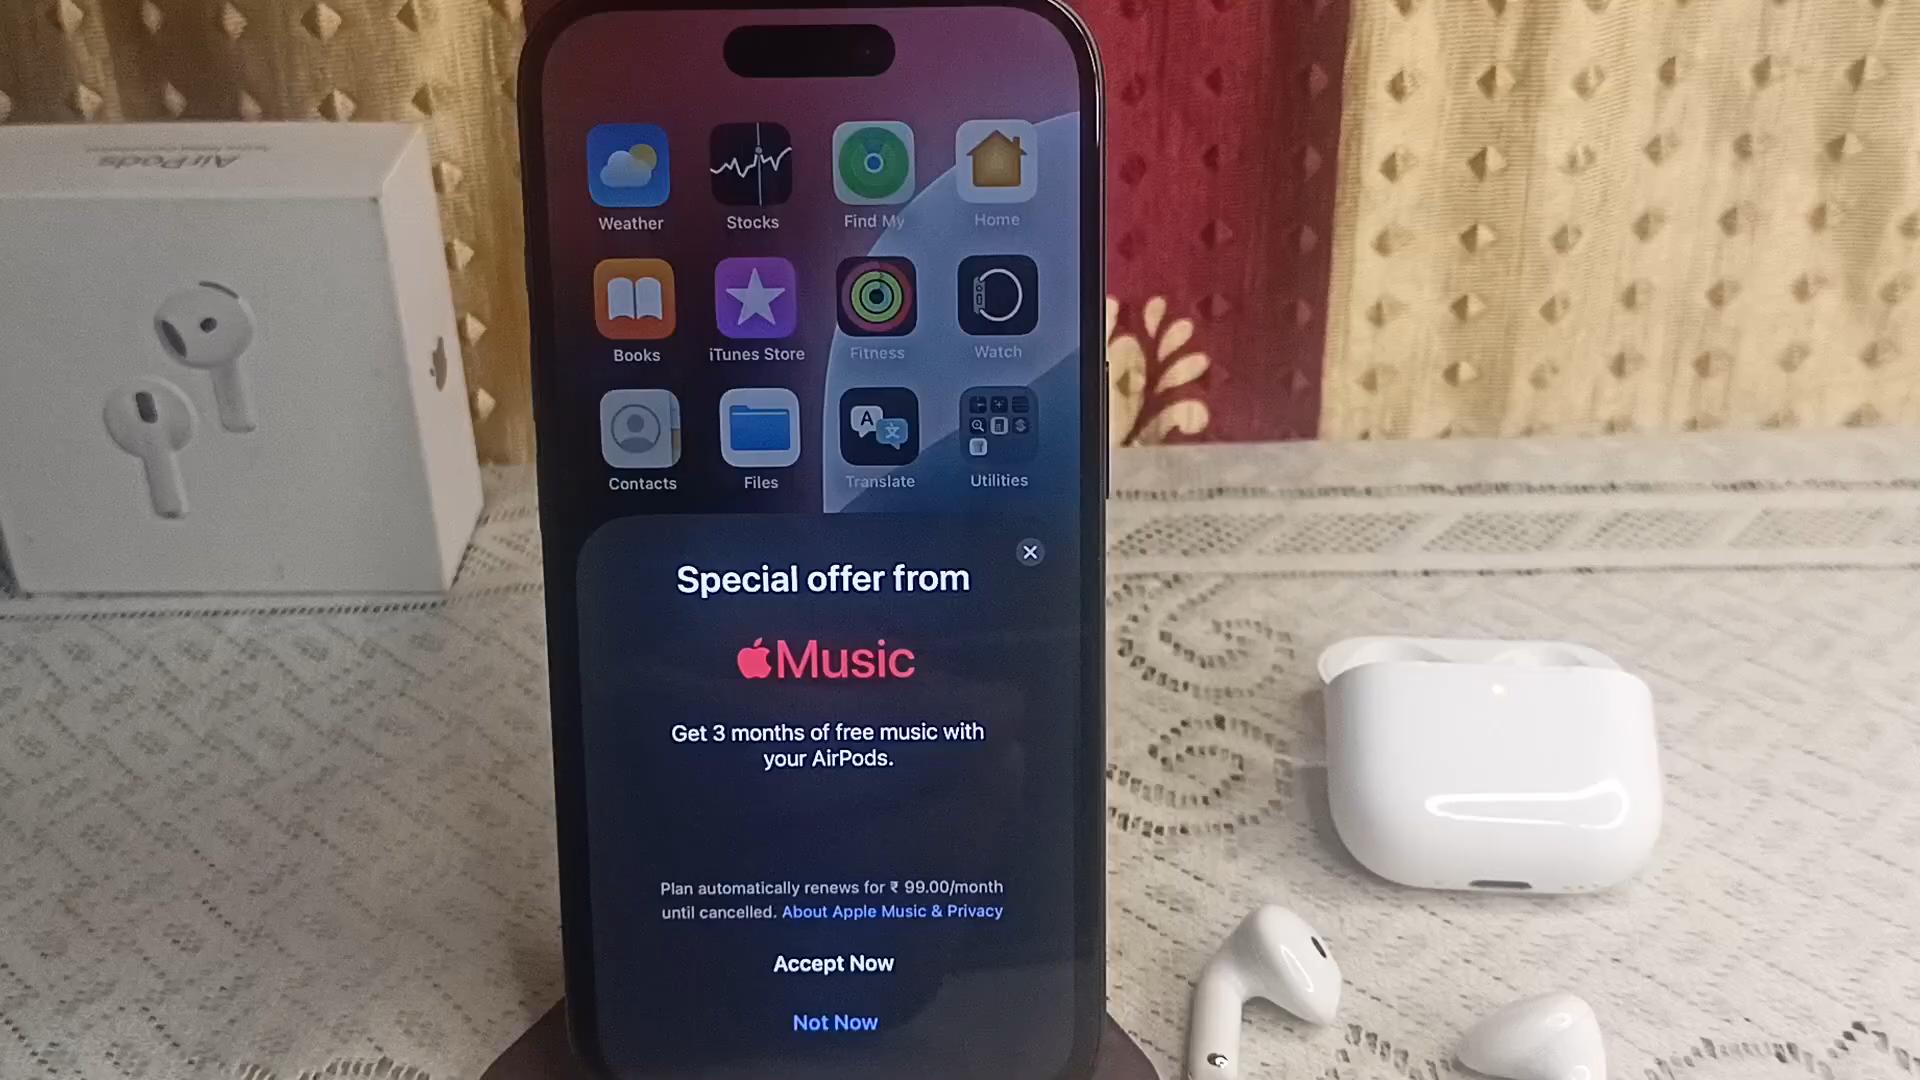 AirPods
Weather
Stocks
Find My
Home
Books
iTunes Store
Fitness
Watch
Contacts
Files
A
文
Translate
Utilities
Special offer from
Music
Get 3 months of free music with
your AirPods.
Plan automatically renews for ₹ 99.00/month
until cancelled. About Apple Music & Privacy
Accept Now
Not Now